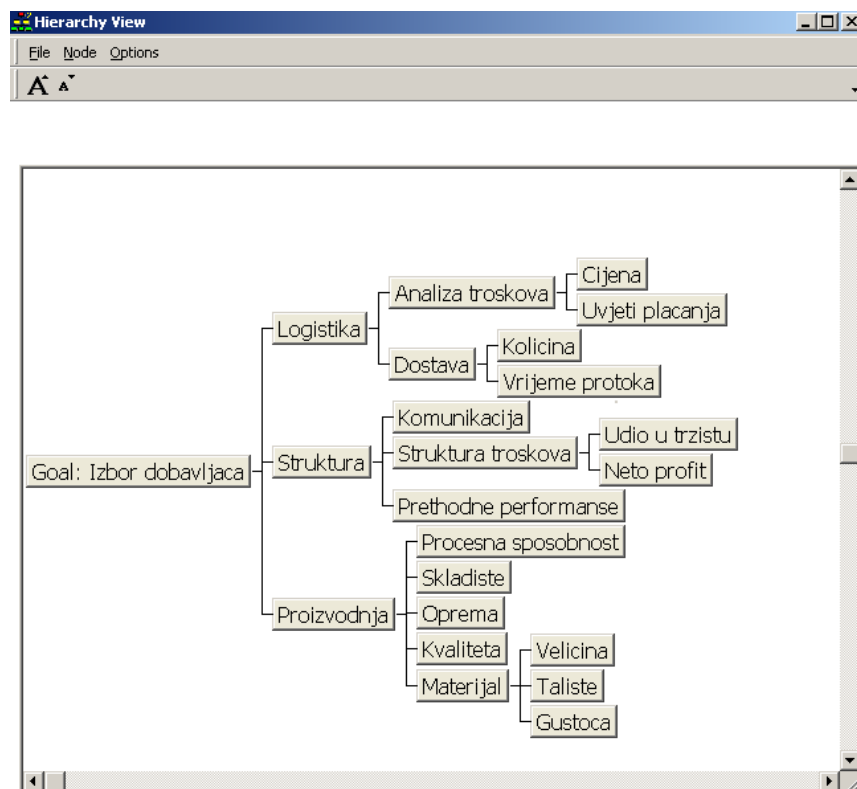 Hierarchy View
File Node Options
A A
Cijena
Analiza troskova
Uvjeti placanja
Logistika
Kolicina
Dostava
Vrijeme protoka
Komunikacija
Udio u trzistu
Struktura troskova
Struktura
Neto profit
Goal: Izbor dobavljaca
Prethodne performanse
Procesna sposobnost
Skladiste
Proizvodnja
Oprema
Kvaliteta
Velicina
Materijal
Taliste
Gustoca